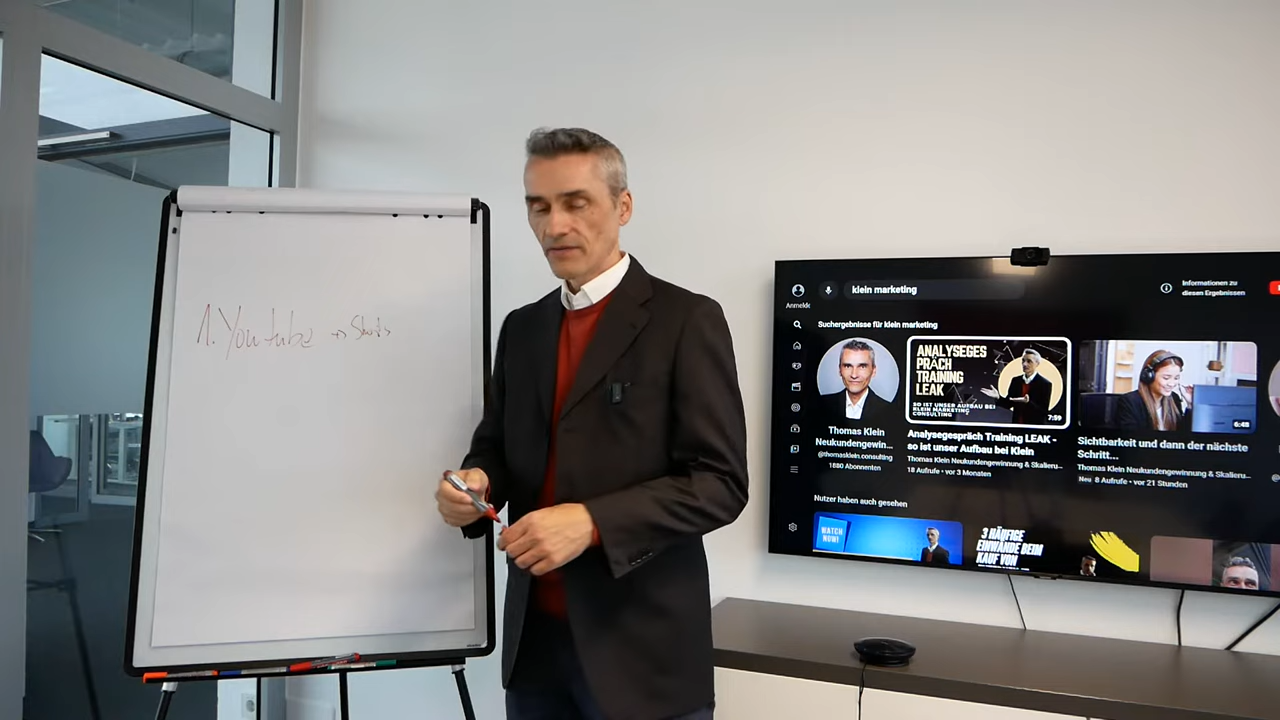 1. Youtube → Shorts
Anmelde
klein marketing
Informationen zu
diesen Ergebnissen
Suchergebnisse für klein marketing
ANALYSEGES
PRÄCH
TRAINING
LEAK
SO IST UNSER AUFBAU BEI
KLEIN MARKETING
CONSULTING
7:59
6:45
Thomas Klein
Neukundengewin...
@thomasklein.consulting
1880 Abonnenten
Analysegespräch Training LEAK -
so ist unser Aufbau bei Klein
Thomas Klein Neukundengewinnung & Skalieru...
18 Aufrufe • vor 3 Monaten
Sichtbarkeit und dann der nächste
Schritt...
Thomas Klein Neukundengewinnung & Skalieru...
Neu 8 Aufrufe • vor 21 Stunden
Nutzer haben auch gesehen
WATCH
NOW!
3 HÄUFIGE
EINWÄNDE BEIM
KAUF VON